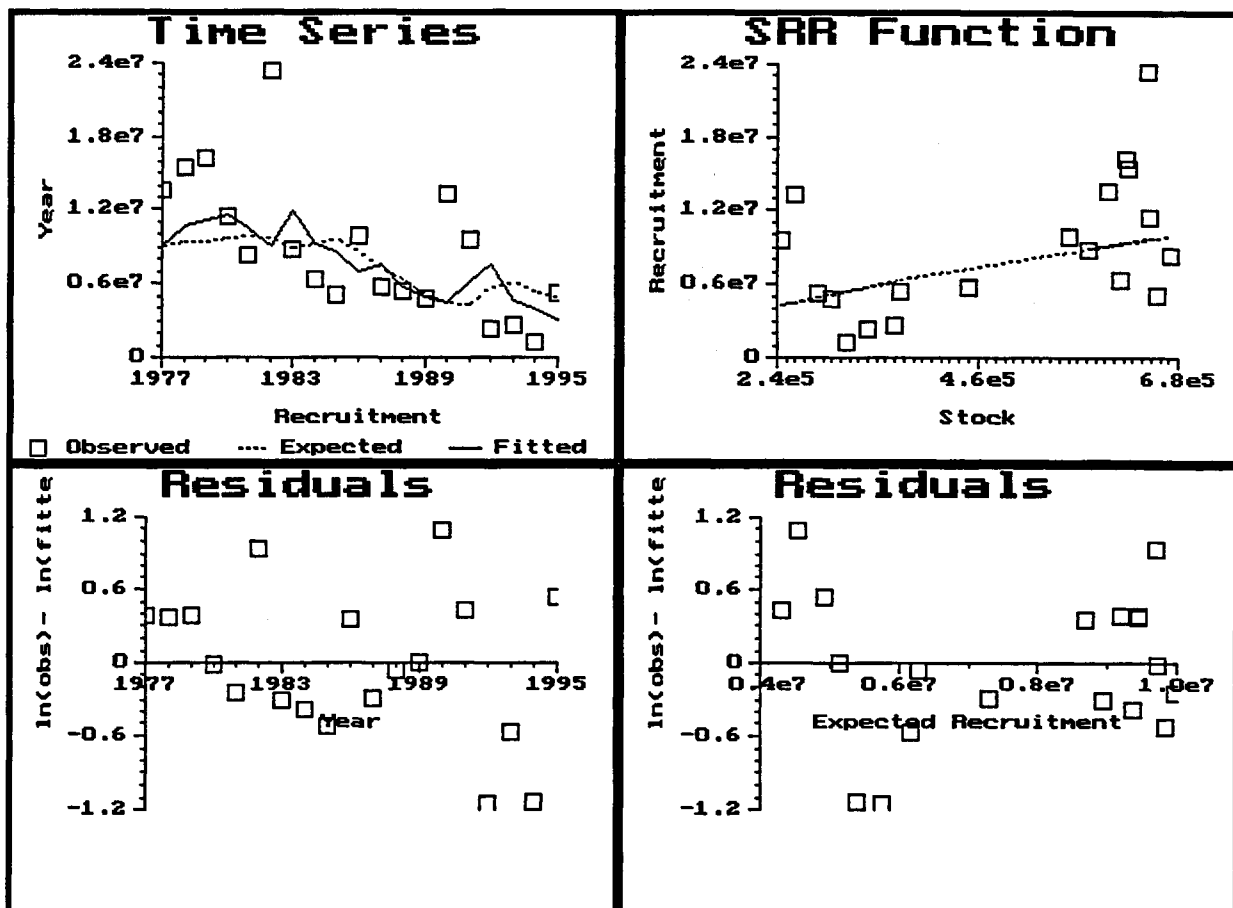 Time Series
Year
2.4e7
1.8e7
1.2e7
0.6e7
0
1977 1983 1989 1995
Recruitment
Observed Expected Fitted
SRR Function
Recruitment
2.4e7
1.8e7
1.2e7
0.6e7
0
2.4e5 4.6e5 6.8e5
Stock
Residuals
ln(obs)- ln(fitte
1.2
0.6
0
-0.6
-1.2
1977 1983 1989 1995
Year
Residuals
ln(obs)- ln(fitte
1.2
0.6
0
-0.6
-1.2
0.4e7 0.6e7 0.8e7 1.0e7
Expected Recruitment